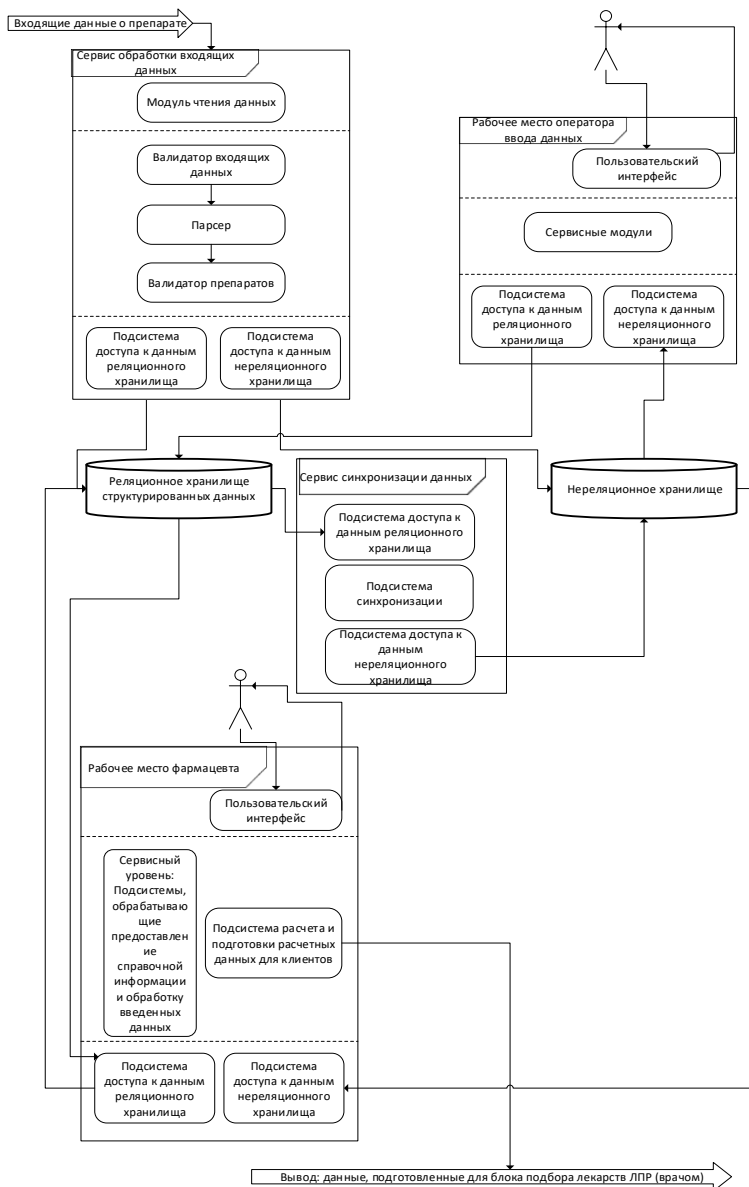 Входящие данные о препарате
Сервис обработки входящих
данных
Модуль чтения данных
Валидатор входящих
данных
Парсер
Валидатор препаратов
Подсистема
доступа к данным
реляционного
хранилища
Подсистема
доступа к данным
нереляционного
хранилища
Рабочее место оператора
ввода данных
Пользовательский
интерфейс
Сервисные модули
Подсистема
доступа к данным
реляционного
хранилища
Подсистема
доступа к данным
нереляционного
хранилища
Реляционное хранилище
структурированных данных
Сервис синхронизации данных
Подсистема доступа к
данным реляционного
хранилища
Подсистема
синхронизации
Подсистема доступа к
данным
нереляционного
хранилища
Нереляционное хранилище
Рабочее место фармацевта
Пользовательский
интерфейс
Сервисный
уровень:
Подсистемы,
обрабатываю
щие
предоставлен
ие
справочной
информации
и обработку
введенных
данных
Подсистема расчета и
подготовки расчетных
данных для клиентов
Подсистема
доступа к данным
реляционного
хранилища
Подсистема
доступа к данным
нереляционного
хранилища
Вывод: данные, подготовленные для блока подбора лекарств ЛПР (врачом)